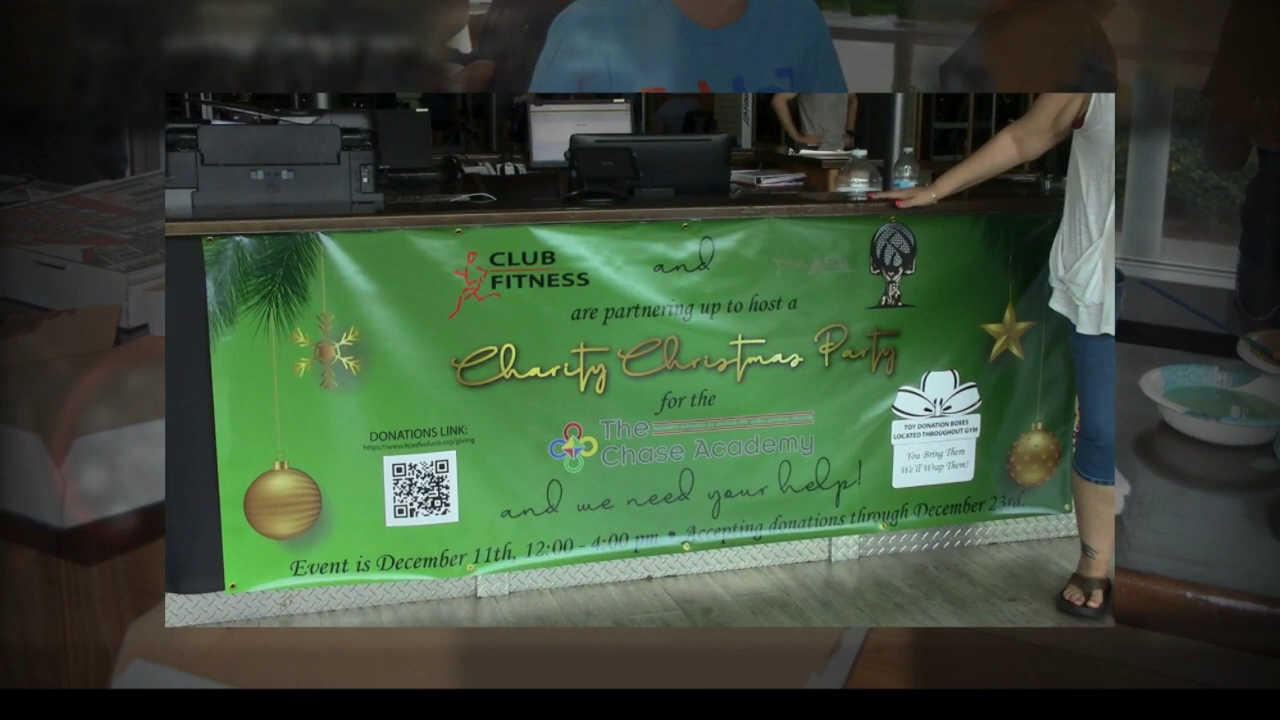 CLUB
FITNESS
and
are partnering up to host a
Charity Christmas Party
for the
The
Chase Academy
and we need your help!
DONATIONS LINK:
TOY DONATION BOXES
LOCATED THROUGHOUT GYM
You Bring Them
We'll Wrap Them!
Event is December 11th, 12:00 - 4:00 pm • Accepting donations through December 23rd.